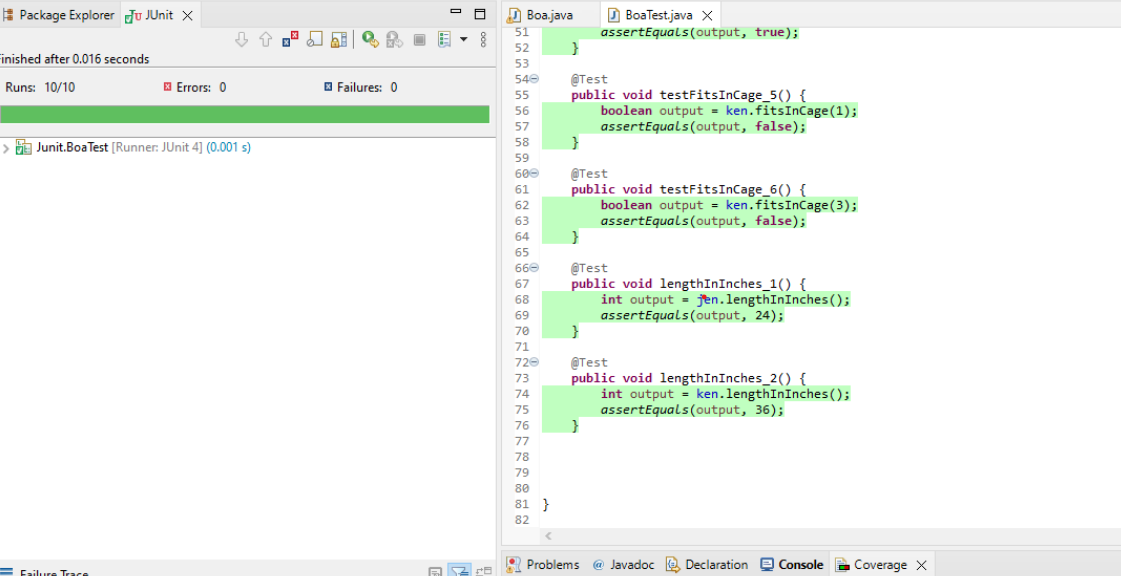 Package Explorer
JUnit
Finished after 0.016 seconds
Runs: 10/10
Errors: 0
Failures: 0
Junit.BoaTest [Runner: JUnit 4] (0.001 s)
Failure Trace
Boa.java
BoaTest.java
51 assertEquals(output, true);
52 }
53
54 @Test
55 public void testFitsInCage_5() {
56 boolean output = ken.fitsInCage(1);
57 assertEquals(output, false);
58 }
59
60 @Test
61 public void testFitsInCage_6() {
62 boolean output = ken.fitsInCage(3);
63 assertEquals(output, false);
64 }
65
66 @Test
67 public void lengthInInches_1() {
68 int output = jen.lengthInInches();
69 assertEquals(output, 24);
70 }
71
72 @Test
73 public void lengthInInches_2() {
74 int output = ken.lengthInInches();
75 assertEquals(output, 36);
76 }
77
78
79
80
81 }
82
Problems
Javadoc
Declaration
Console
Coverage